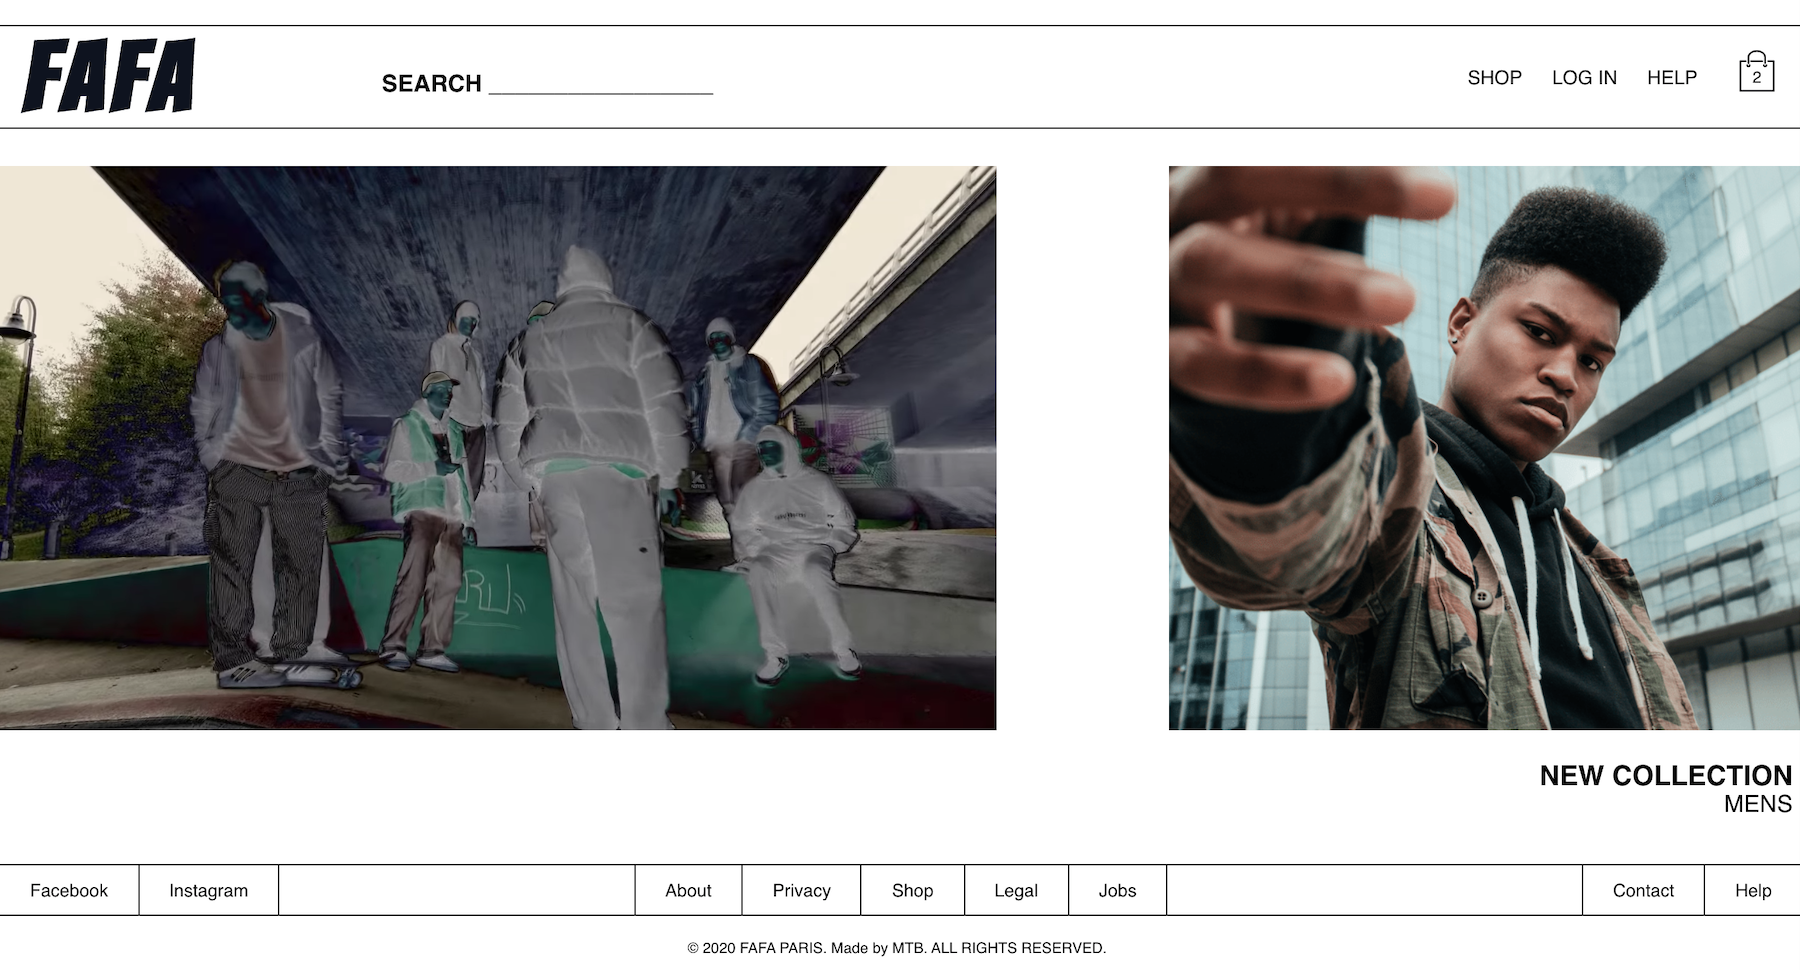 FAFA
SEARCH ____________________
SHOP
LOG IN
HELP
2
NEW COLLECTION
MENS
Facebook
Instagram
About
Privacy
Shop
Legal
Jobs
Contact
Help
© 2020 FAFA PARIS. Made by MTB. ALL RIGHTS RESERVED.